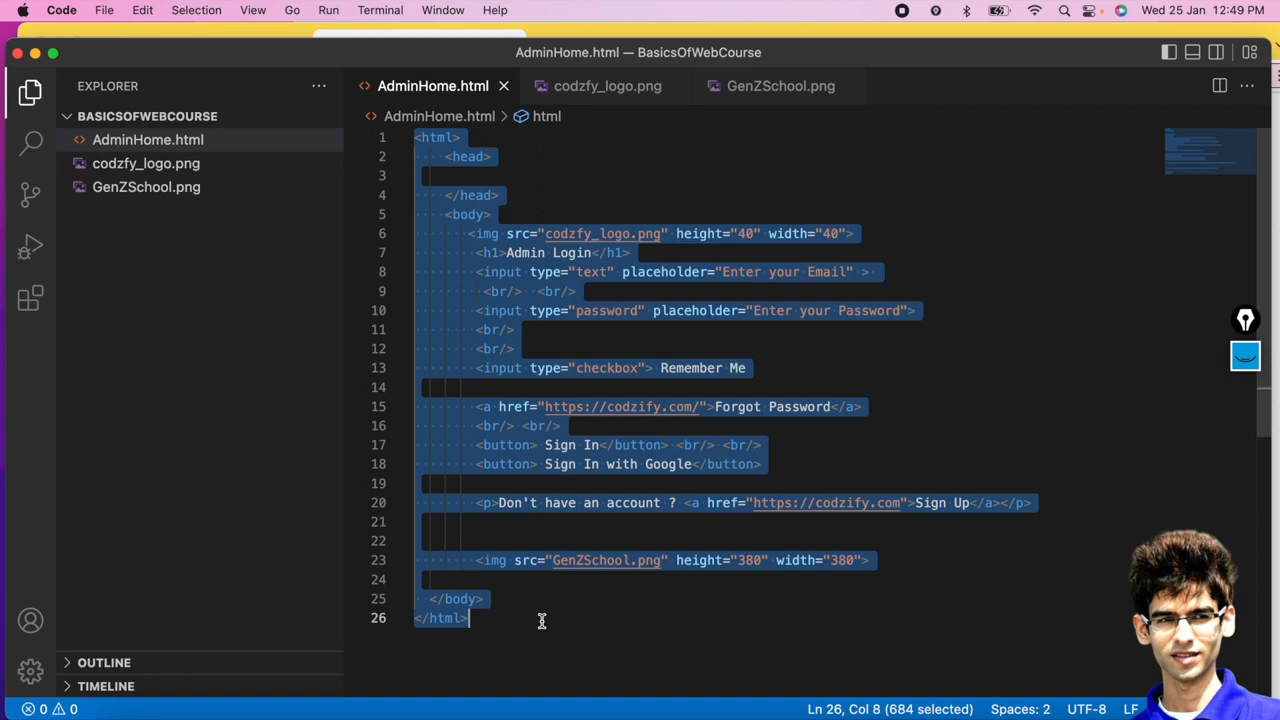 Code File Edit Selection View Go Run Terminal Window Help Wed 25 Jan 12:49 PM
AdminHome.html — BasicsOfWebCourse
EXPLORER
BASICSOFWEBCOURSE
AdminHome.html
codzfy_logo.png
GenZSchool.png
OUTLINE
TIMELINE
AdminHome.html codzfy_logo.png GenZSchool.png
AdminHome.html > html
1 <html>
2 <head>
3
4 </head>
5 <body>
6 <img src="codzfy_logo.png" height="40" width="40">
7 <h1>Admin Login</h1>
8 <input type="text" placeholder="Enter your Email" >
9 <br/> <br/>
10 <input type="password" placeholder="Enter your Password">
11 <br/>
12 <br/>
13 <input type="checkbox"> Remember Me
14
15 <a href="https://codzify.com/">Forgot Password</a>
16 <br/> <br/>
17 <button> Sign In</button> <br/> <br/>
18 <button> Sign In with Google</button>
19
20 <p>Don't have an account ? <a href="https://codzify.com">Sign Up</a></p>
21
22
23 <img src="GenZSchool.png" height="380" width="380">
24
25 </body>
26 </html>
0 0 Ln 26, Col 8 (684 selected) Spaces: 2 UTF-8 LF